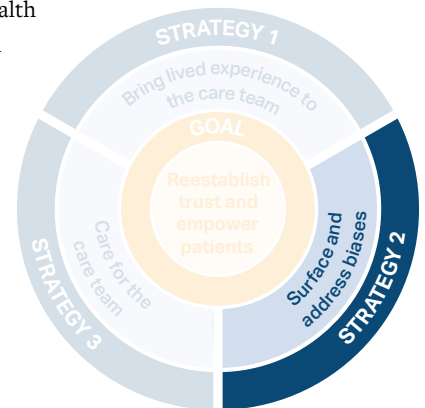 alth
STRATEGY 1
Bring lived experience to
the care team
GOAL
Reestablish
trust and
empower
patients
Surface and
address biases
STRATEGY 2
Care for the
care team
STRATEGY 3